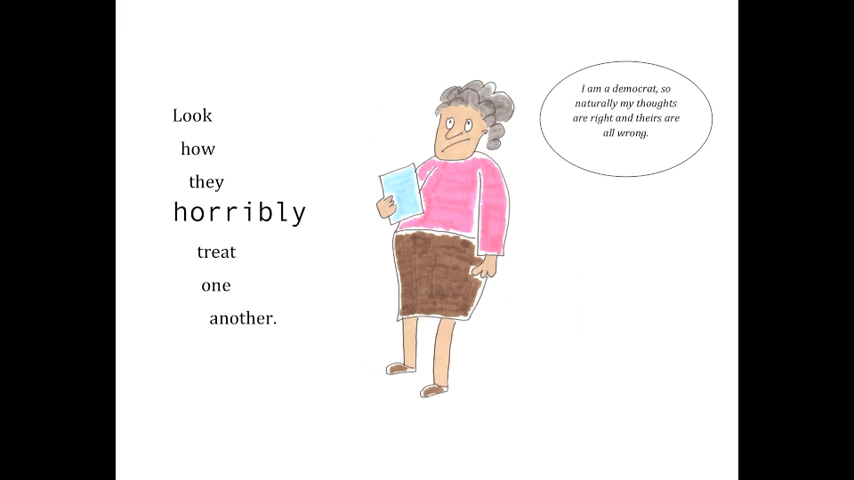 Look
how
they
horribly
treat
one
another.
I am a democrat, so
naturally my thoughts
are right and theirs are
all wrong.